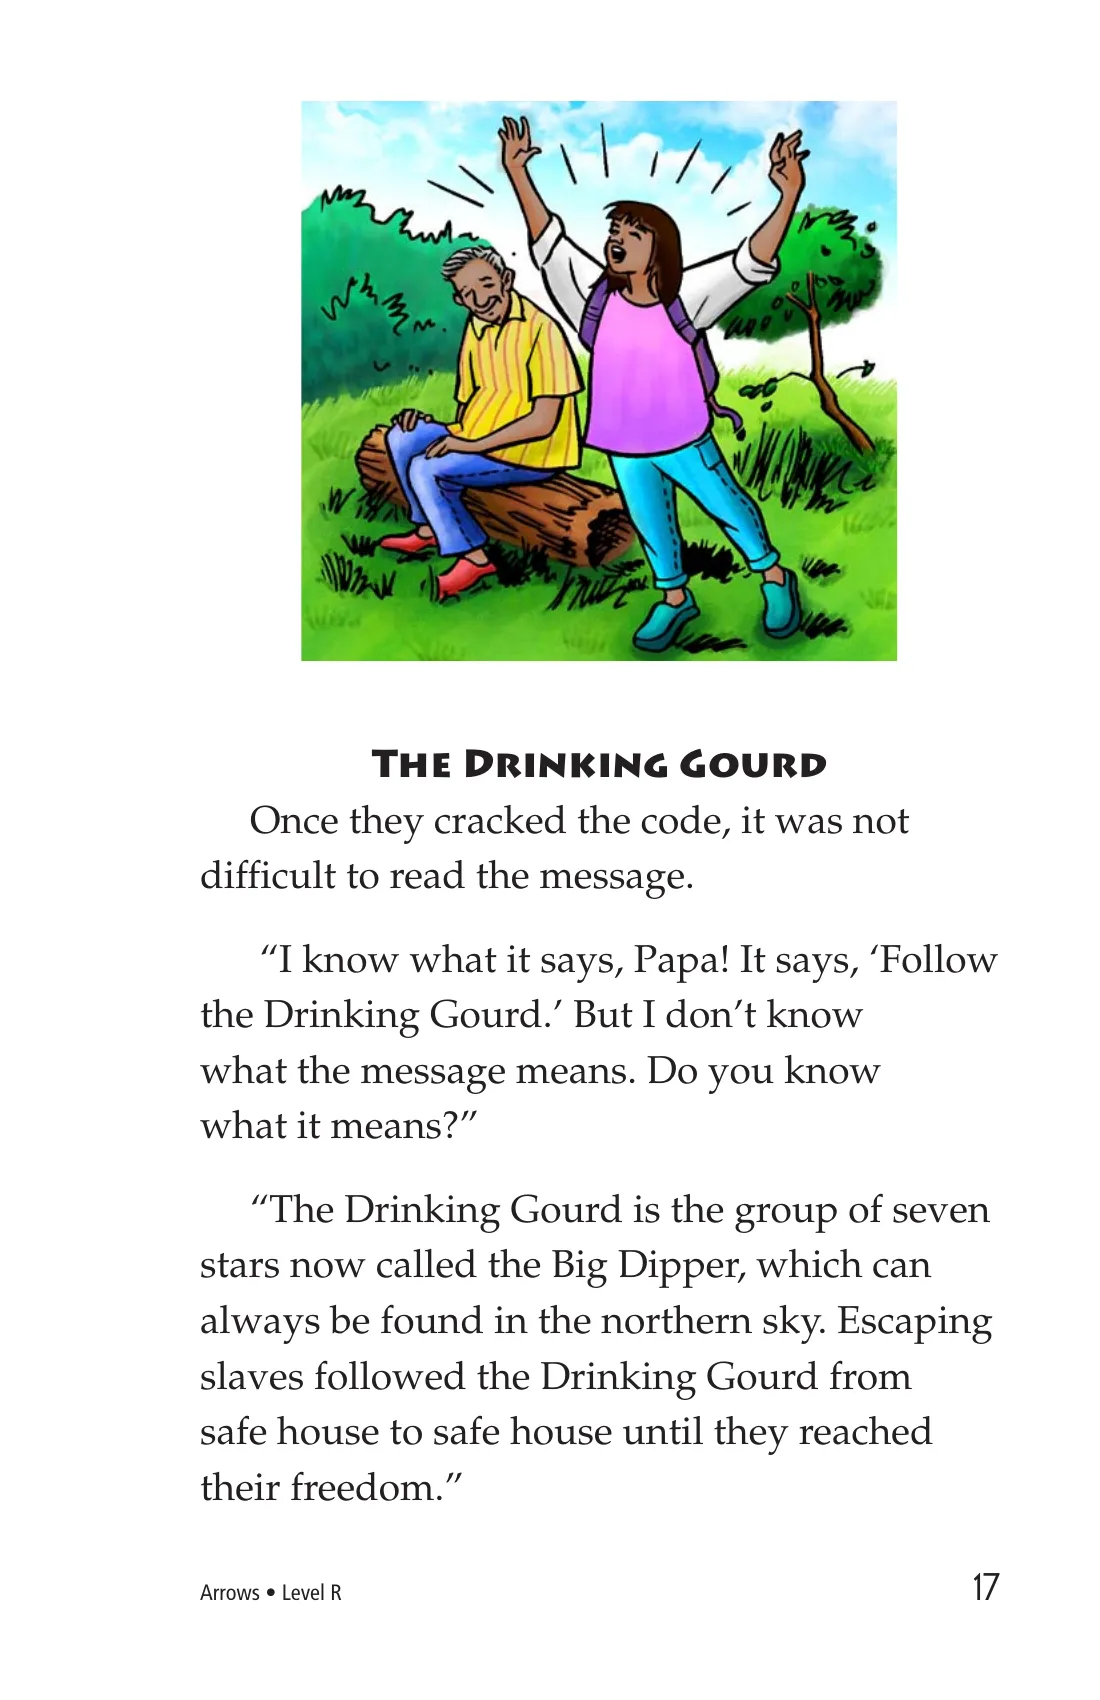 The Drinking Gourd
Once they cracked the code, it was not
difficult to read the message.
“I know what it says, Papa! It says, ‘Follow
the Drinking Gourd.’ But I don’t know
what the message means. Do you know
what it means?”
“The Drinking Gourd is the group of seven
stars now called the Big Dipper, which can
always be found in the northern sky. Escaping
slaves followed the Drinking Gourd from
safe house to safe house until they reached
their freedom.”
Arrows • Level R
17